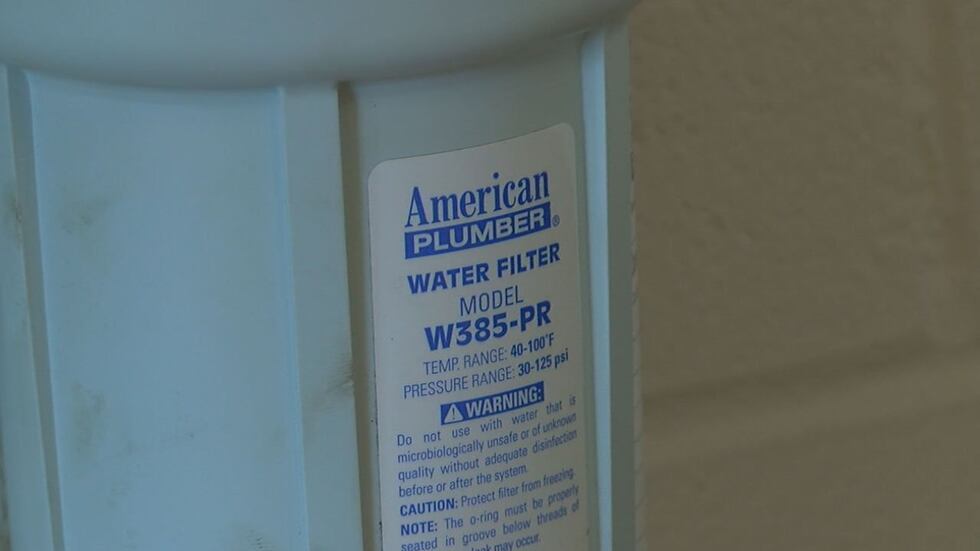 American
PLUMBER®
WATER FILTER
MODEL
W385-PR
TEMP. RANGE: 40-100°F
PRESSURE RANGE: 30-125 psi
⚠ WARNING:
Do not use with water that is
microbiologically unsafe or of unknown
quality without adequate disinfection
before or after the system.
CAUTION: Protect filter from freezing.
NOTE: The o-ring must be properly
seated in groove below threads of
may occur.